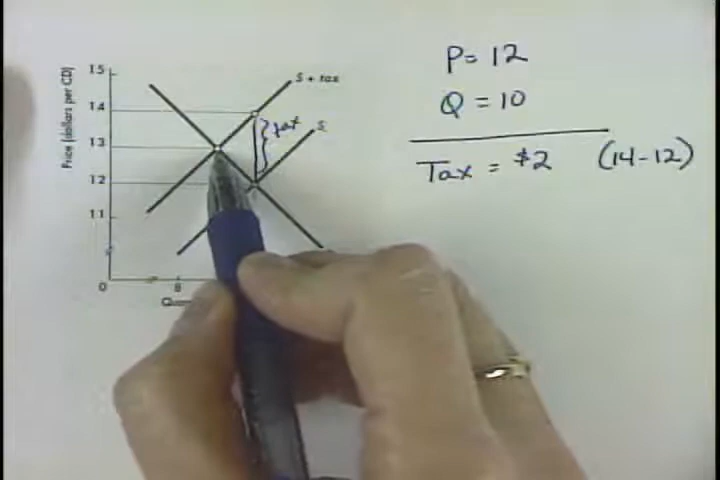 P = 12
Q = 10
Tax = $2 (14-12)
Price (dollars per CD)
15
14
13
12
11
0
8
S + tax
tax
S